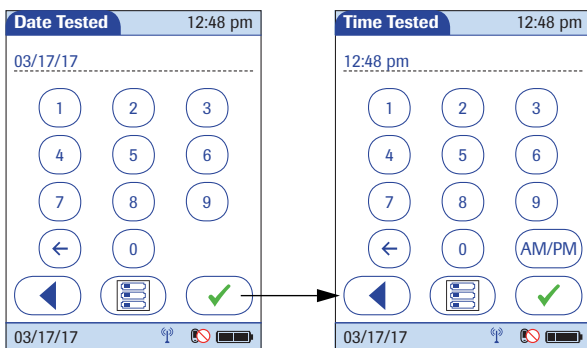 Date Tested 12:48 pm
03/17/17
1 2 3
4 5 6
7 8 9
0
03/17/17
Time Tested 12:48 pm
12:48 pm
1 2 3
4 5 6
7 8 9
0 AM/PM
03/17/17